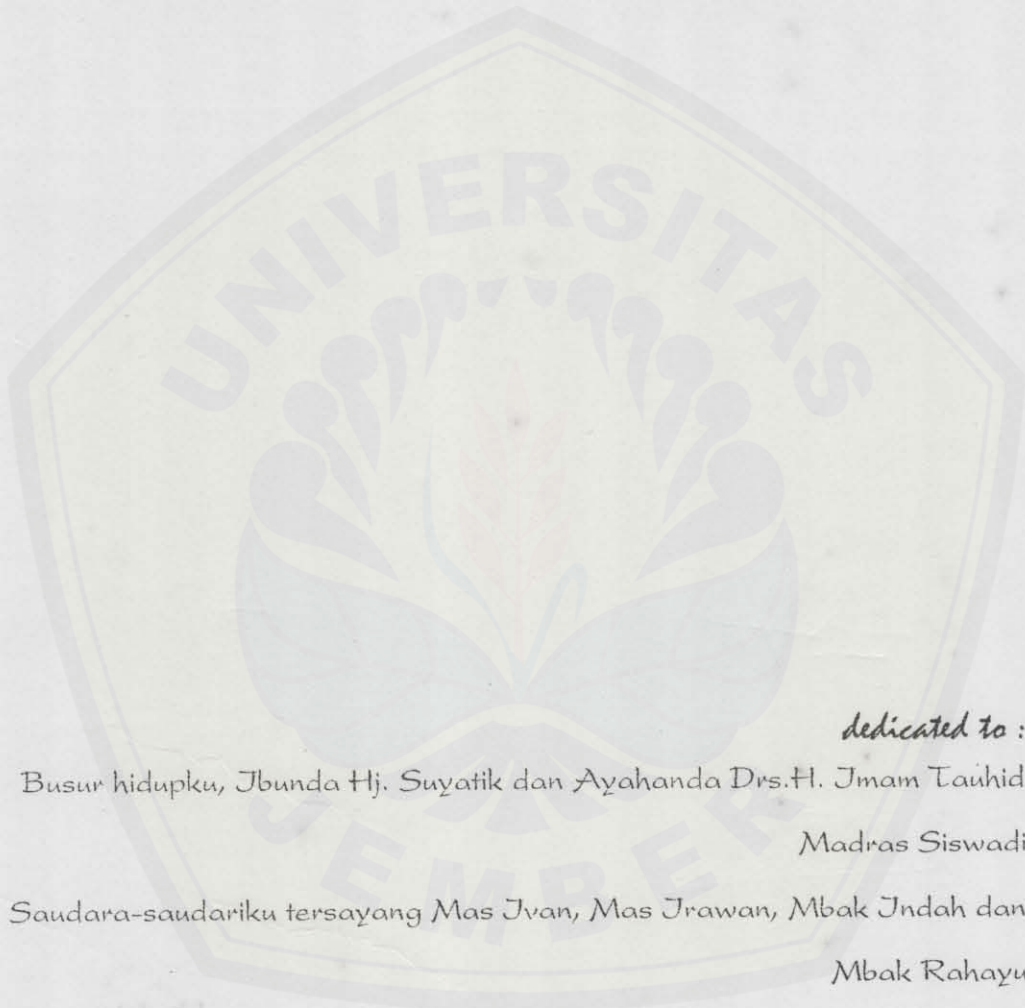 UNIVERSITAS
dedicated to :
Busur hidupku, Ibunda Hj. Suyatik dan Ayahanda Drs.H. Imam Tauhid
Madras Siswadi
Saudara-saudariku tersayang Mas Ivan, Mas Irawan, Mbak Indah dan
Mbak Rahayu
JEMBER